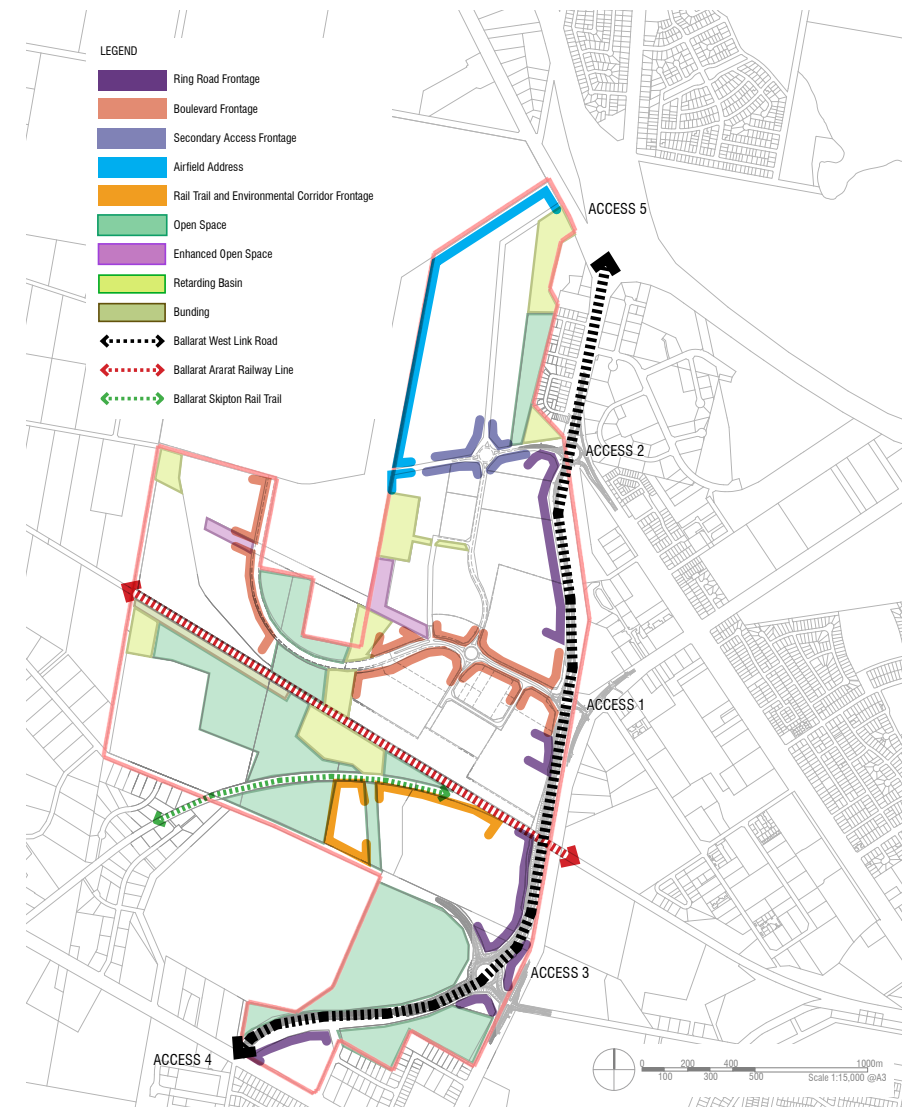 LEGEND
Ring Road Frontage
Boulevard Frontage
Secondary Access Frontage
Airfield Address
Rail Trail and Environmental Corridor Frontage
Open Space
Enhanced Open Space
Retarding Basin
Bunding
Ballarat West Link Road
Ballarat Ararat Railway Line
Ballarat Skipton Rail Trail
ACCESS 5
ACCESS 2
ACCESS 1
ACCESS 3
ACCESS 4
0 200 400 1000m
100 300 500 Scale 1:15,000 @A3